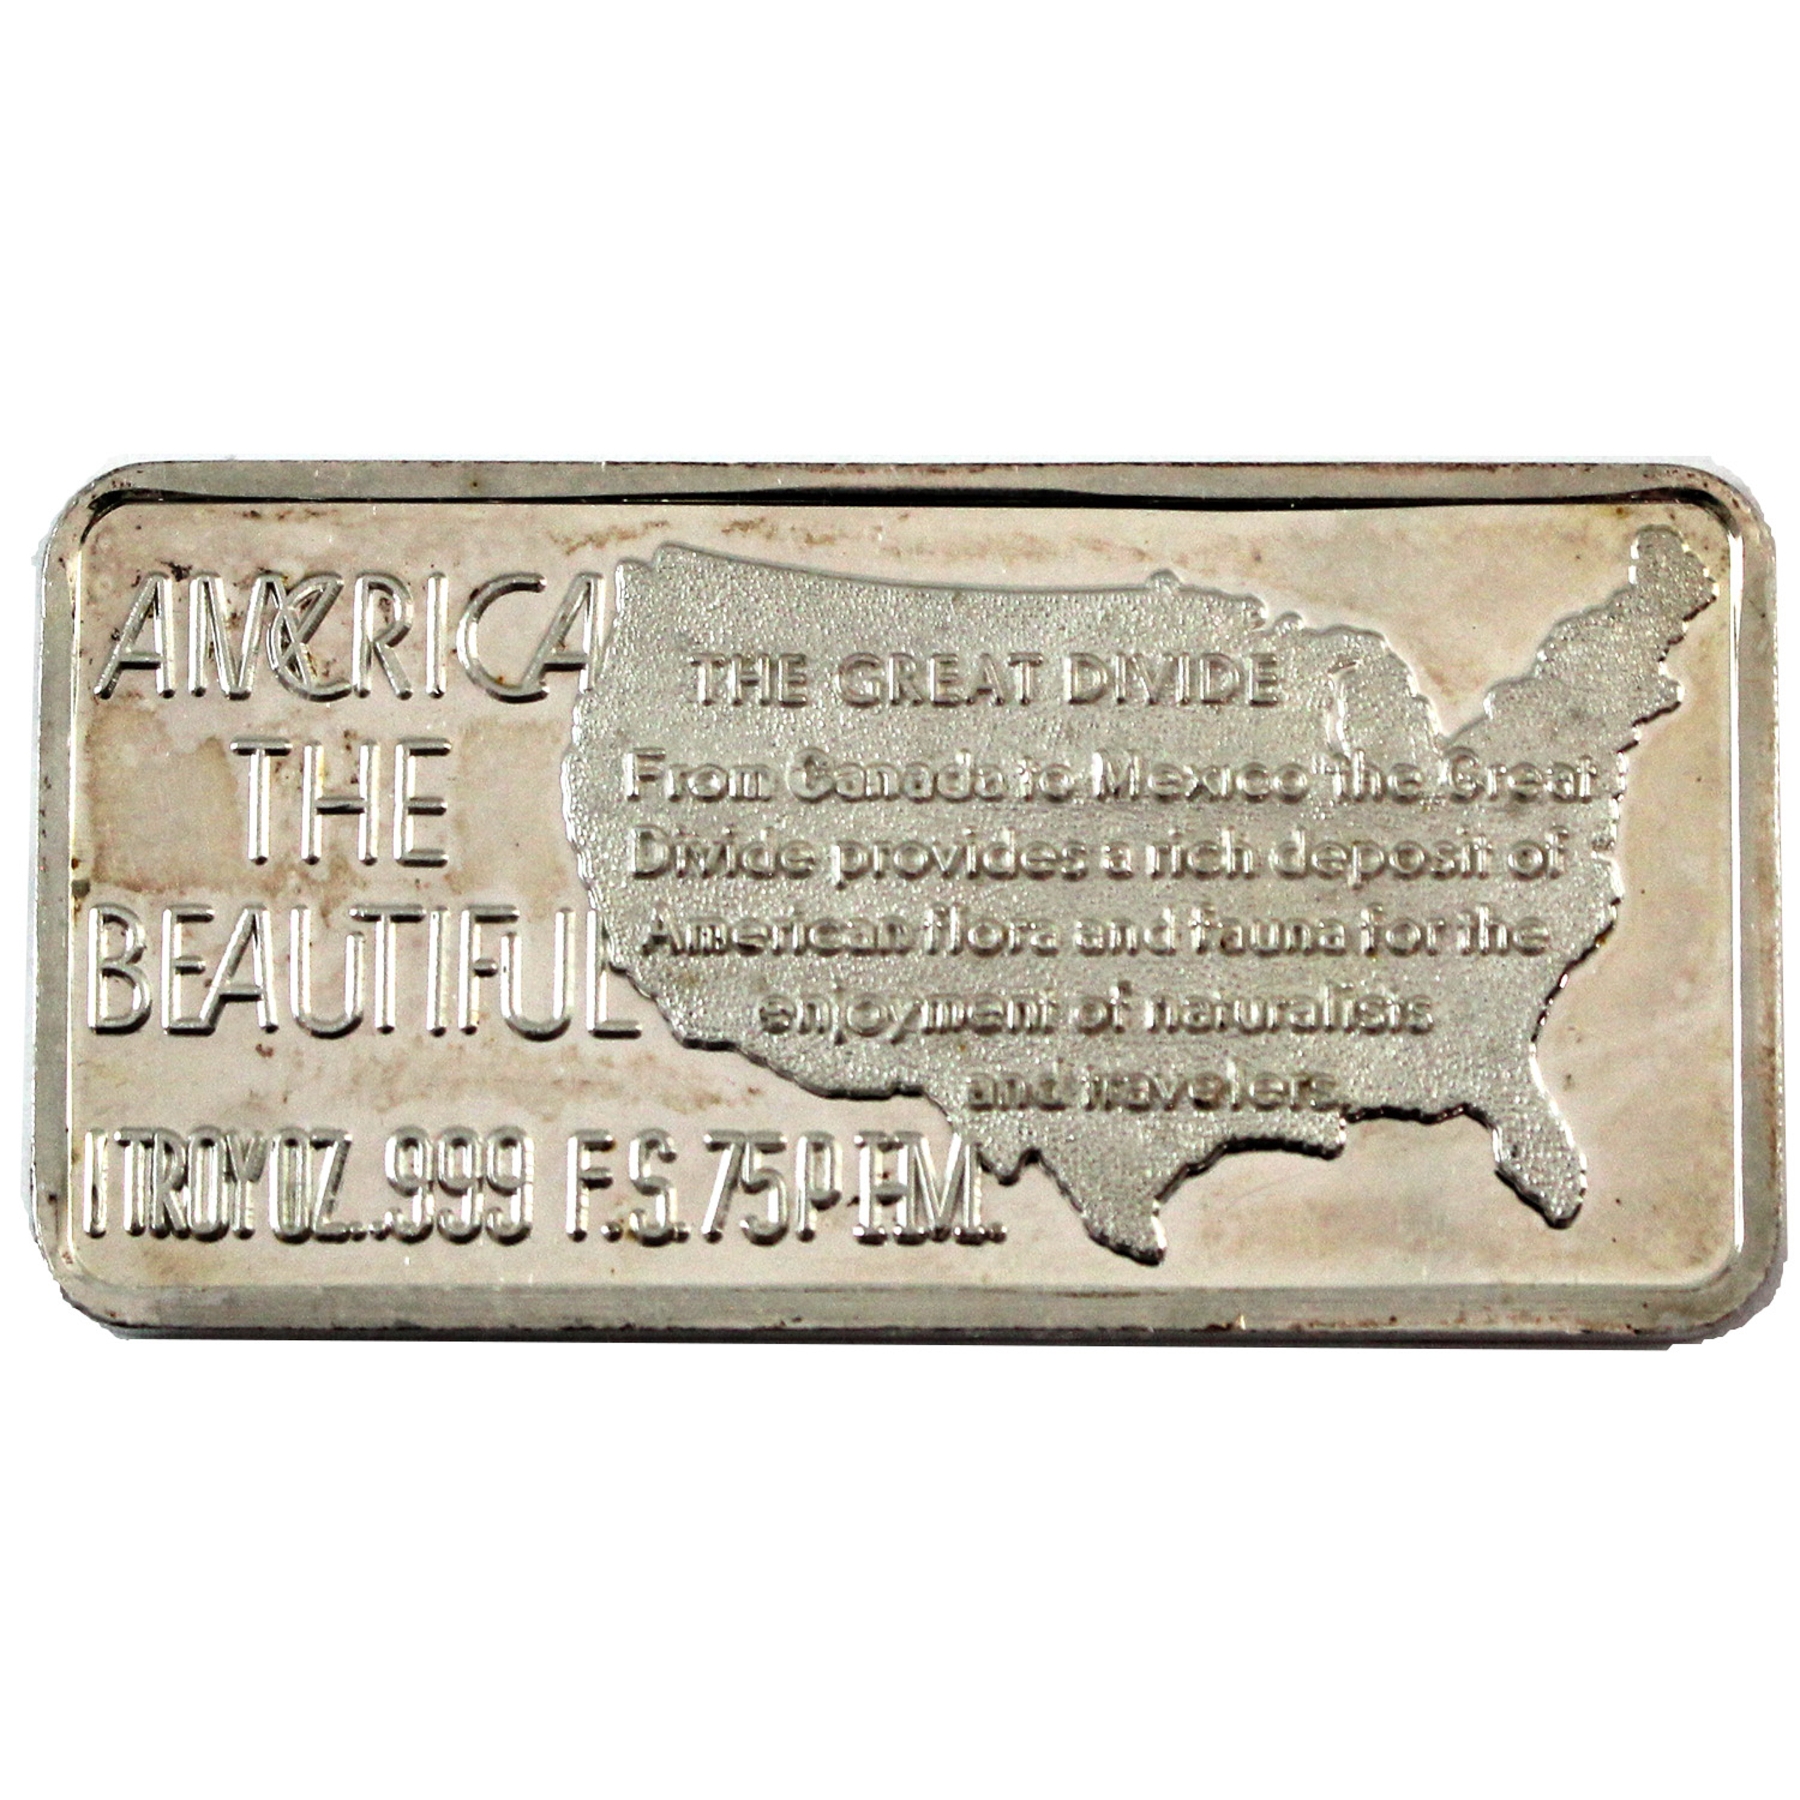 AMERICA
THE
BEAUTIFUL
1 TROY OZ. .999 F.S. 75P HM.
THE GREAT DIVIDE
From Canada to Mexico the Great
Divide provides a rich deposit of
American flora and fauna for the
enjoyment of naturalists
and travelers.